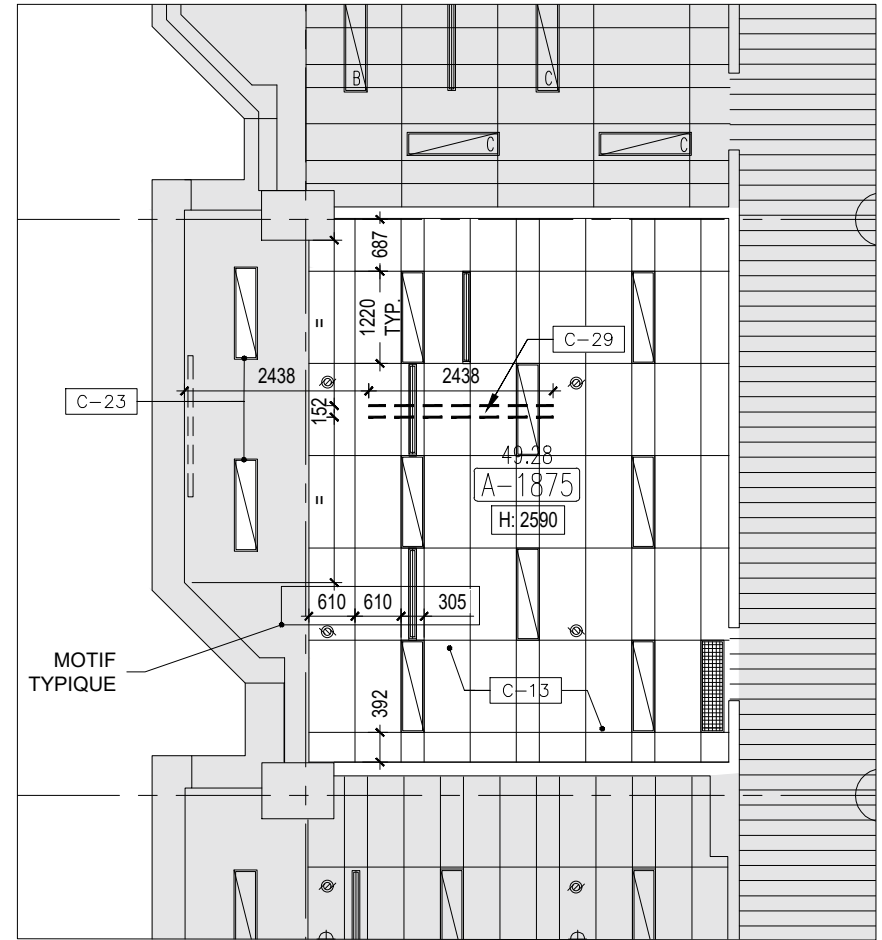 B
C
C
C
687
1220
TYP.
=
C-29
2438
2438
C-23
152
49.28
A-1875
=
H: 2590
610
610
305
MOTIF
TYPIQUE
C-13
392